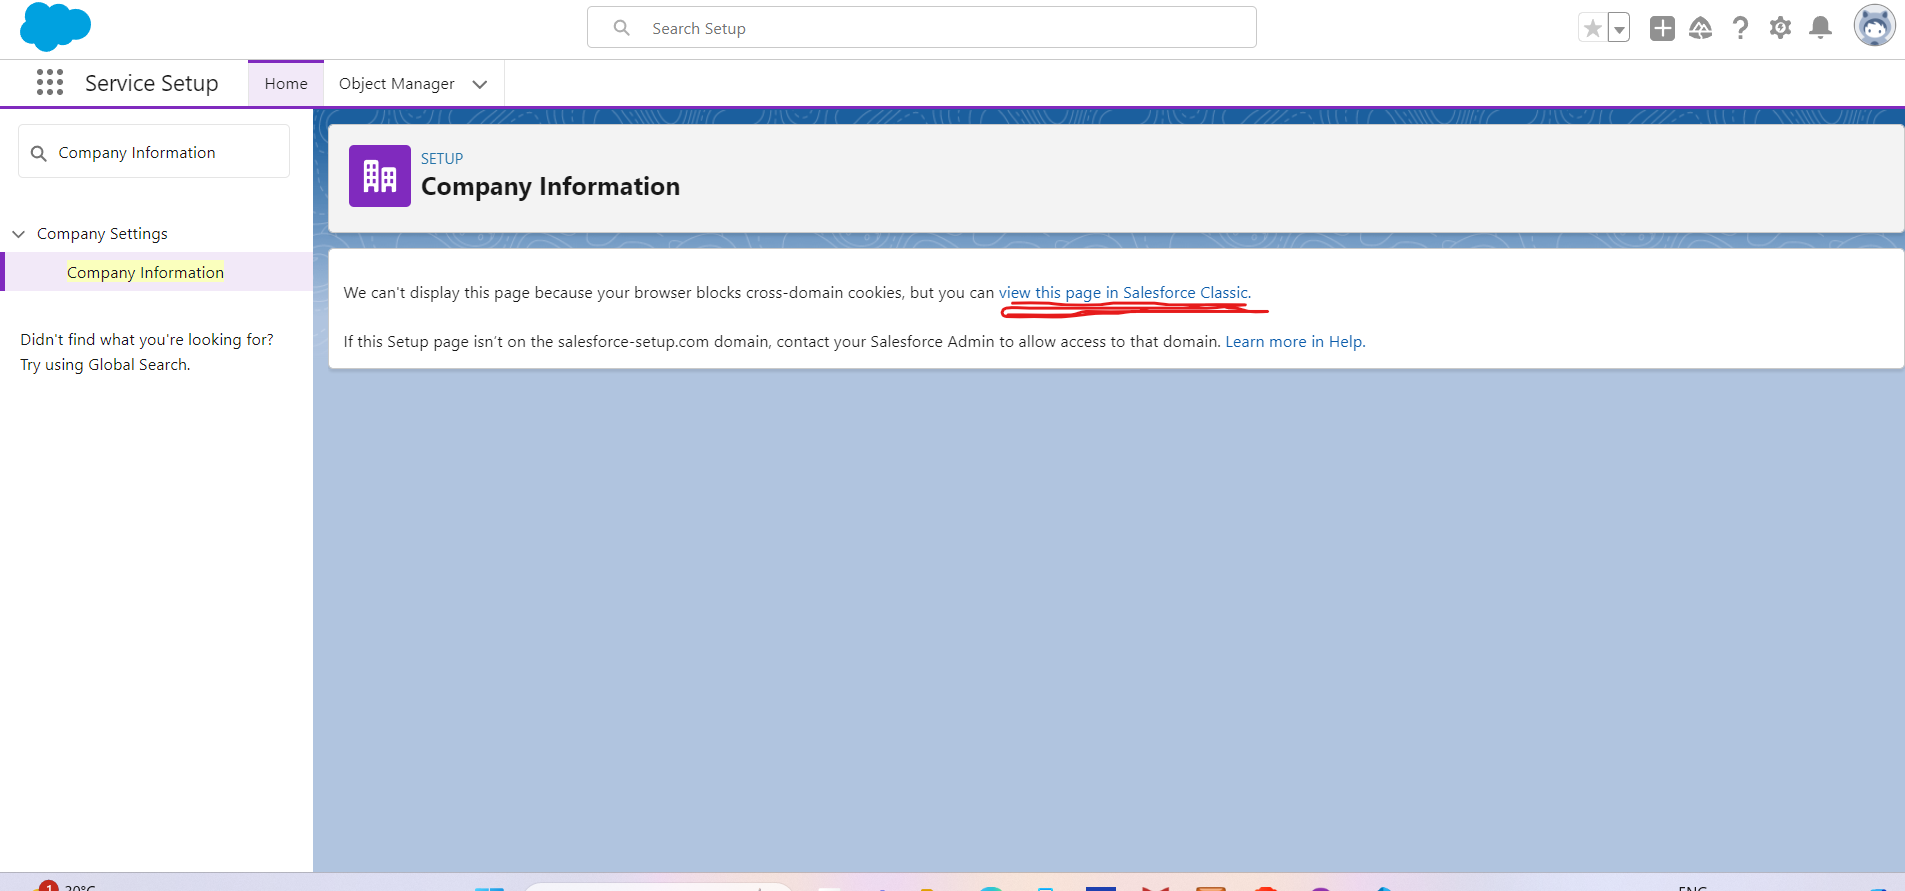 Search Setup
Service Setup
Home
Object Manager
Company Information
Company Settings
Company Information
Didn't find what you're looking for?
Try using Global Search.
SETUP
Company Information
We can't display this page because your browser blocks cross-domain cookies, but you can view this page in Salesforce Classic.
If this Setup page isn't on the salesforce-setup.com domain, contact your Salesforce Admin to allow access to that domain. Learn more in Help.
1